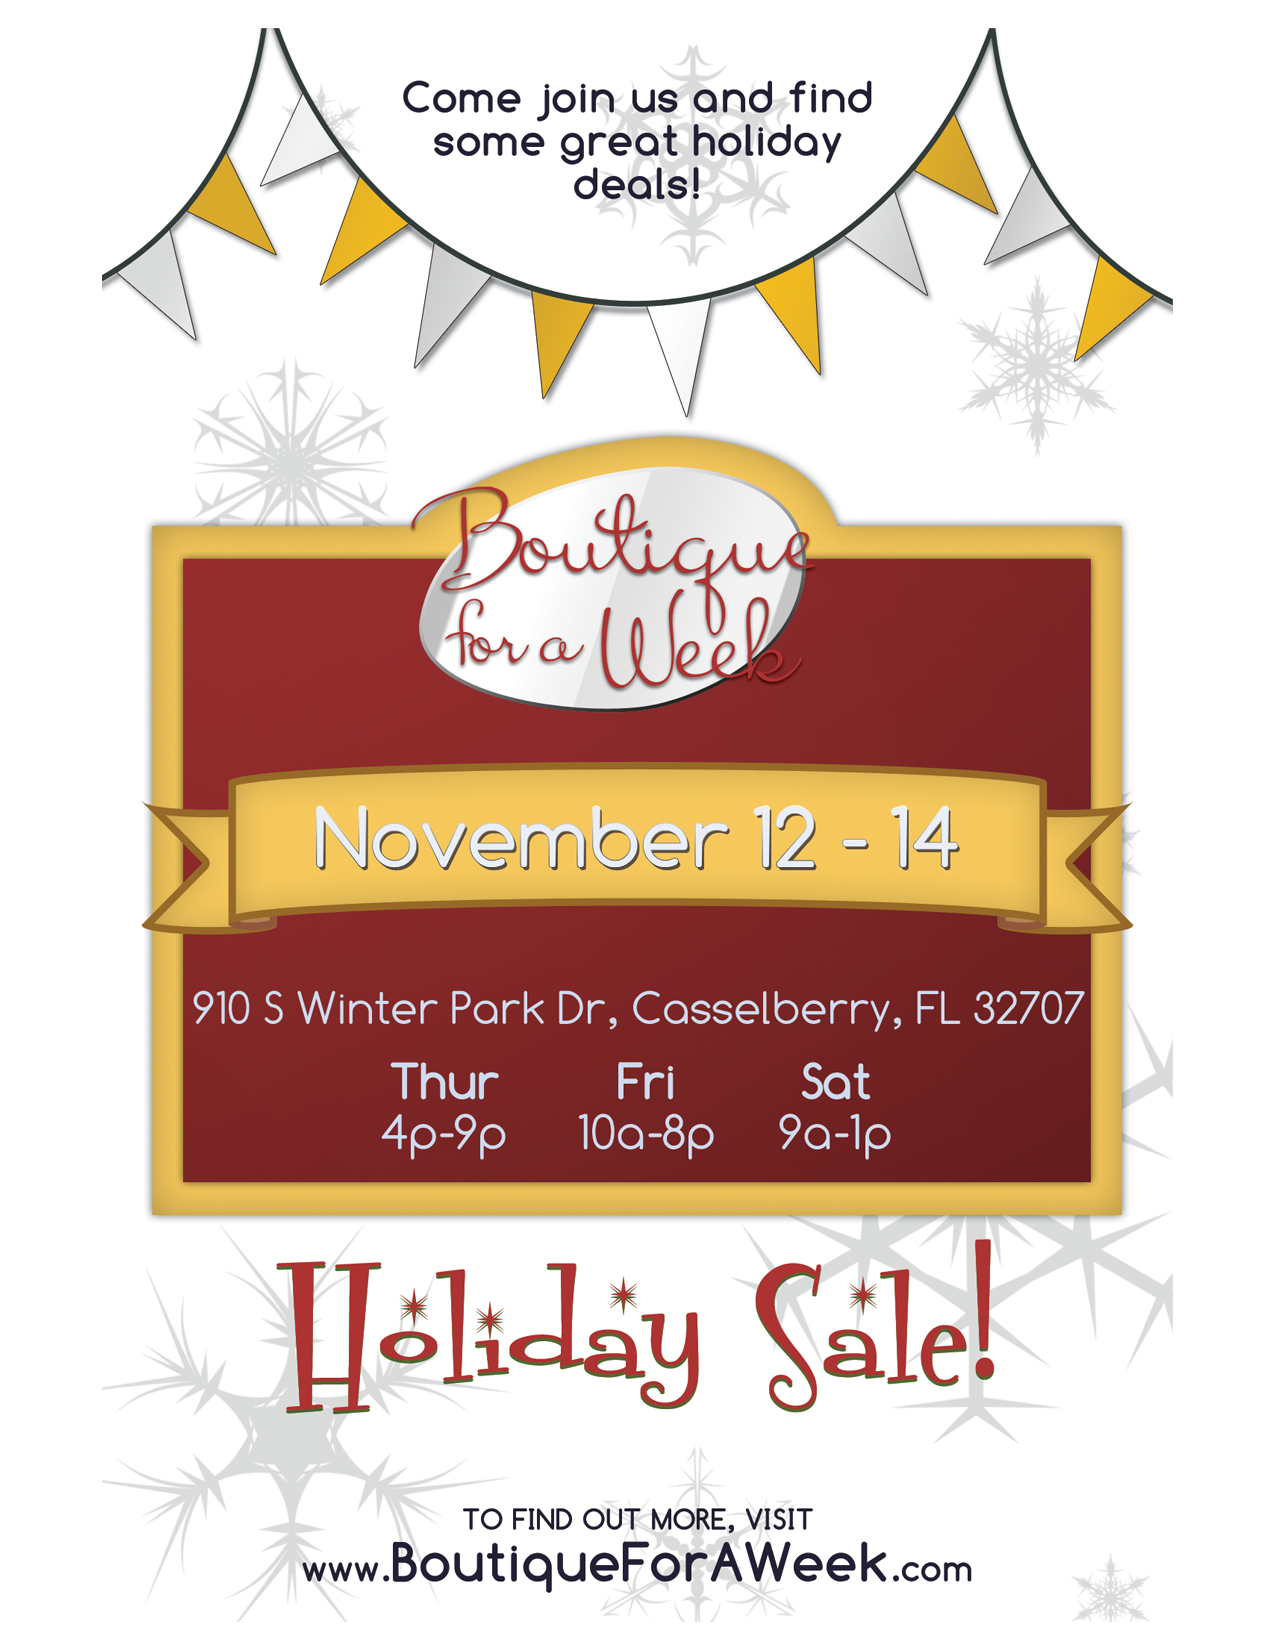 Come join us and find
some great holiday
deals!
Boutique
for a Week
November 12 - 14
910 S Winter Park Dr, Casselberry, FL 32707
Thur Fri Sat
4p-9p 10a-8p 9a-1p
Holiday Sale!
TO FIND OUT MORE, VISIT
www.BoutiqueForAWeek.com